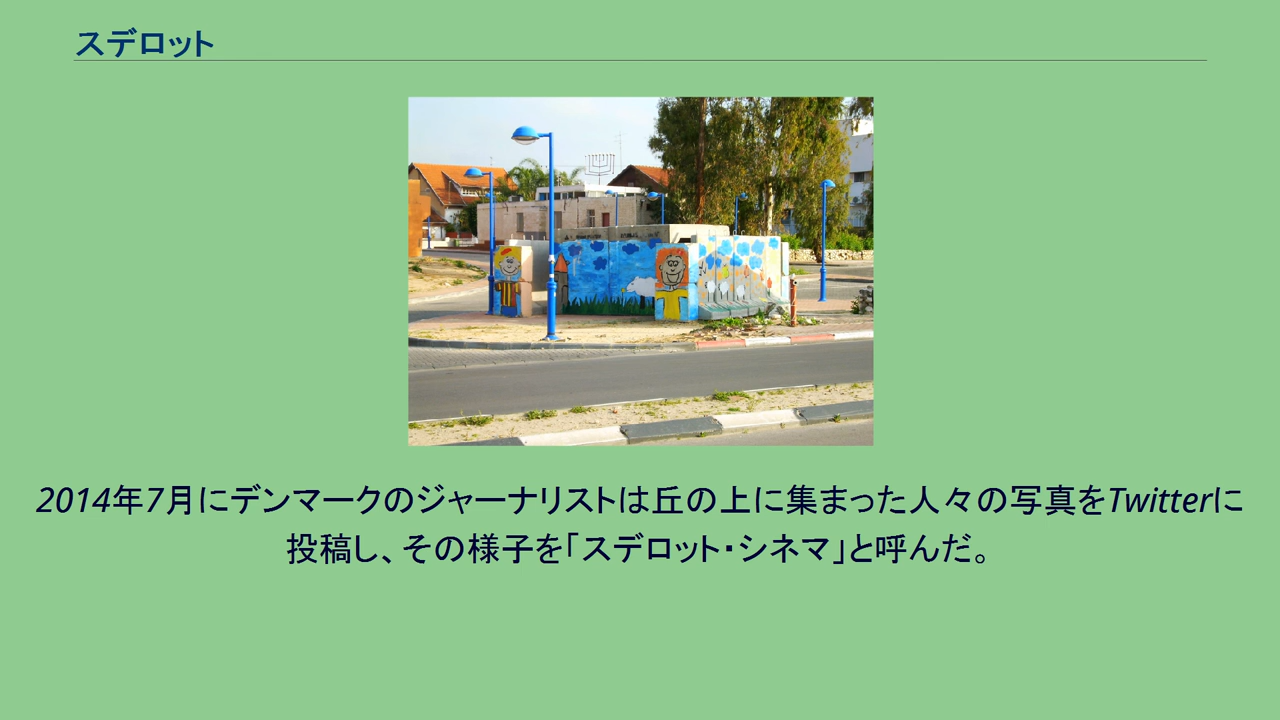 スデロット
2014年7月にデンマークのジャーナリストは丘の上に集まった人々の写真をTwitterに
投稿し、その様子を「スデロット・シネマ」と呼んだ。